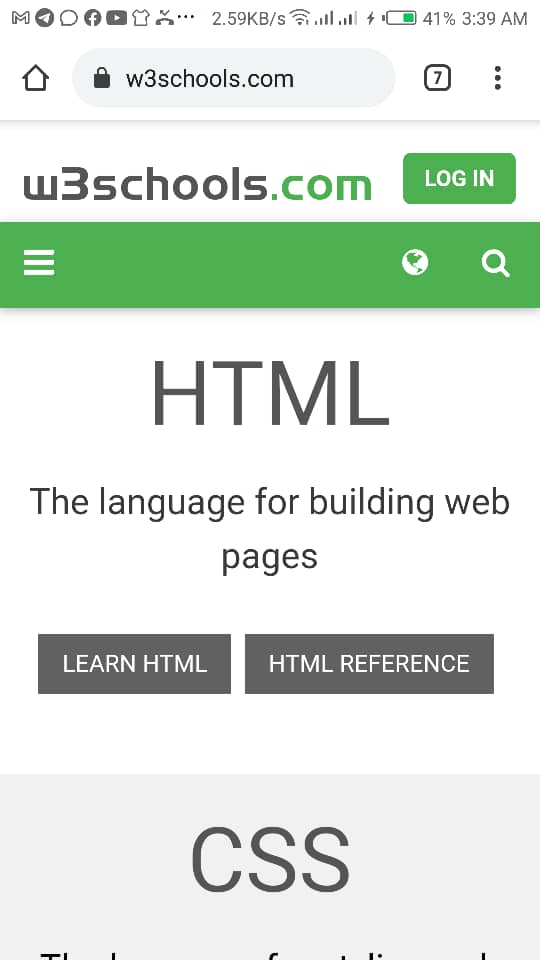 2.59KB/s 41% 3:39 AM
w3schools.com 7
w3schools.com LOG IN
HTML
The language for building web
pages
LEARN HTML HTML REFERENCE
CSS